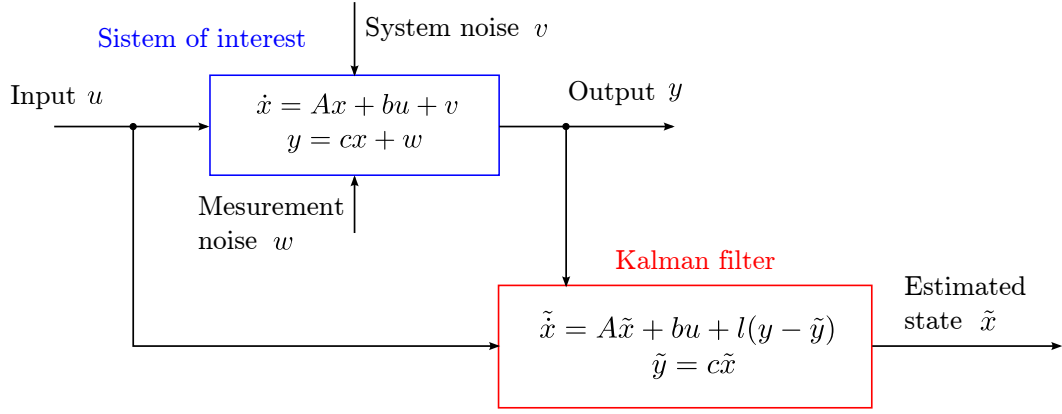 System noise v
Sistem of interest
Input u
ẋ = Ax + bu + v
y = cx + w
Output y
Mesurement
noise w
Kalman filter
x̃̇ = Ax̃ + bu + l(y − ỹ)
ỹ = cx̃
Estimated
state x̃